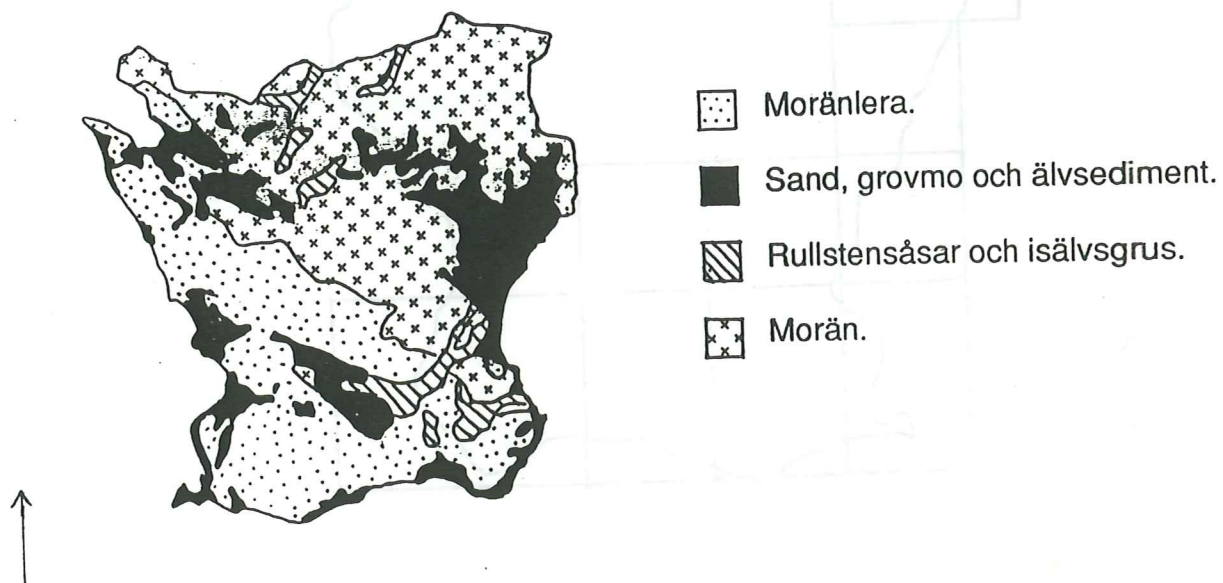 Moränlera.
Sand, grovmo och älvsediment.
Rullstensåsar och isälvsgrus.
Morän.